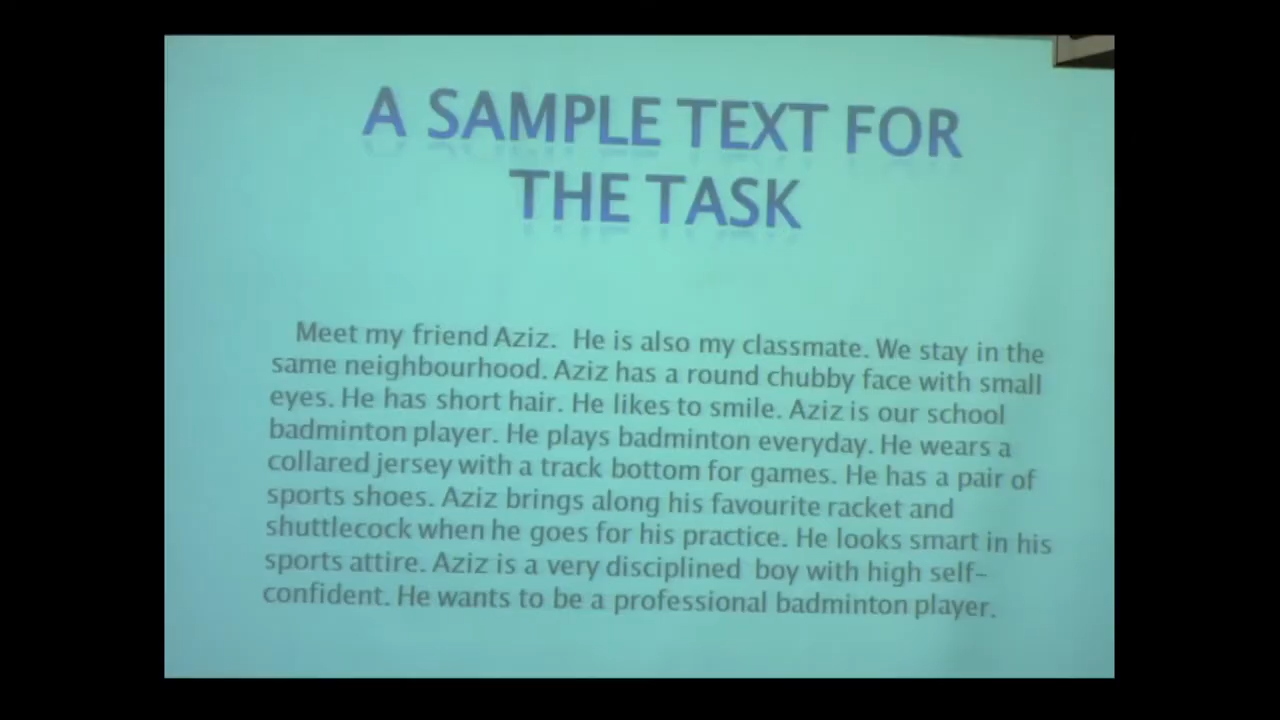 A SAMPLE TEXT FOR
THE TASK
Meet my friend Aziz. He is also my classmate. We stay in the
same neighbourhood. Aziz has a round chubby face with small
eyes. He has short hair. He likes to smile. Aziz is our school
badminton player. He plays badminton everyday. He wears a
collared jersey with a track bottom for games. He has a pair of
sports shoes. Aziz brings along his favourite racket and
shuttlecock when he goes for his practice. He looks smart in his
sports attire. Aziz is a very disciplined boy with high self-
confident. He wants to be a professional badminton player.